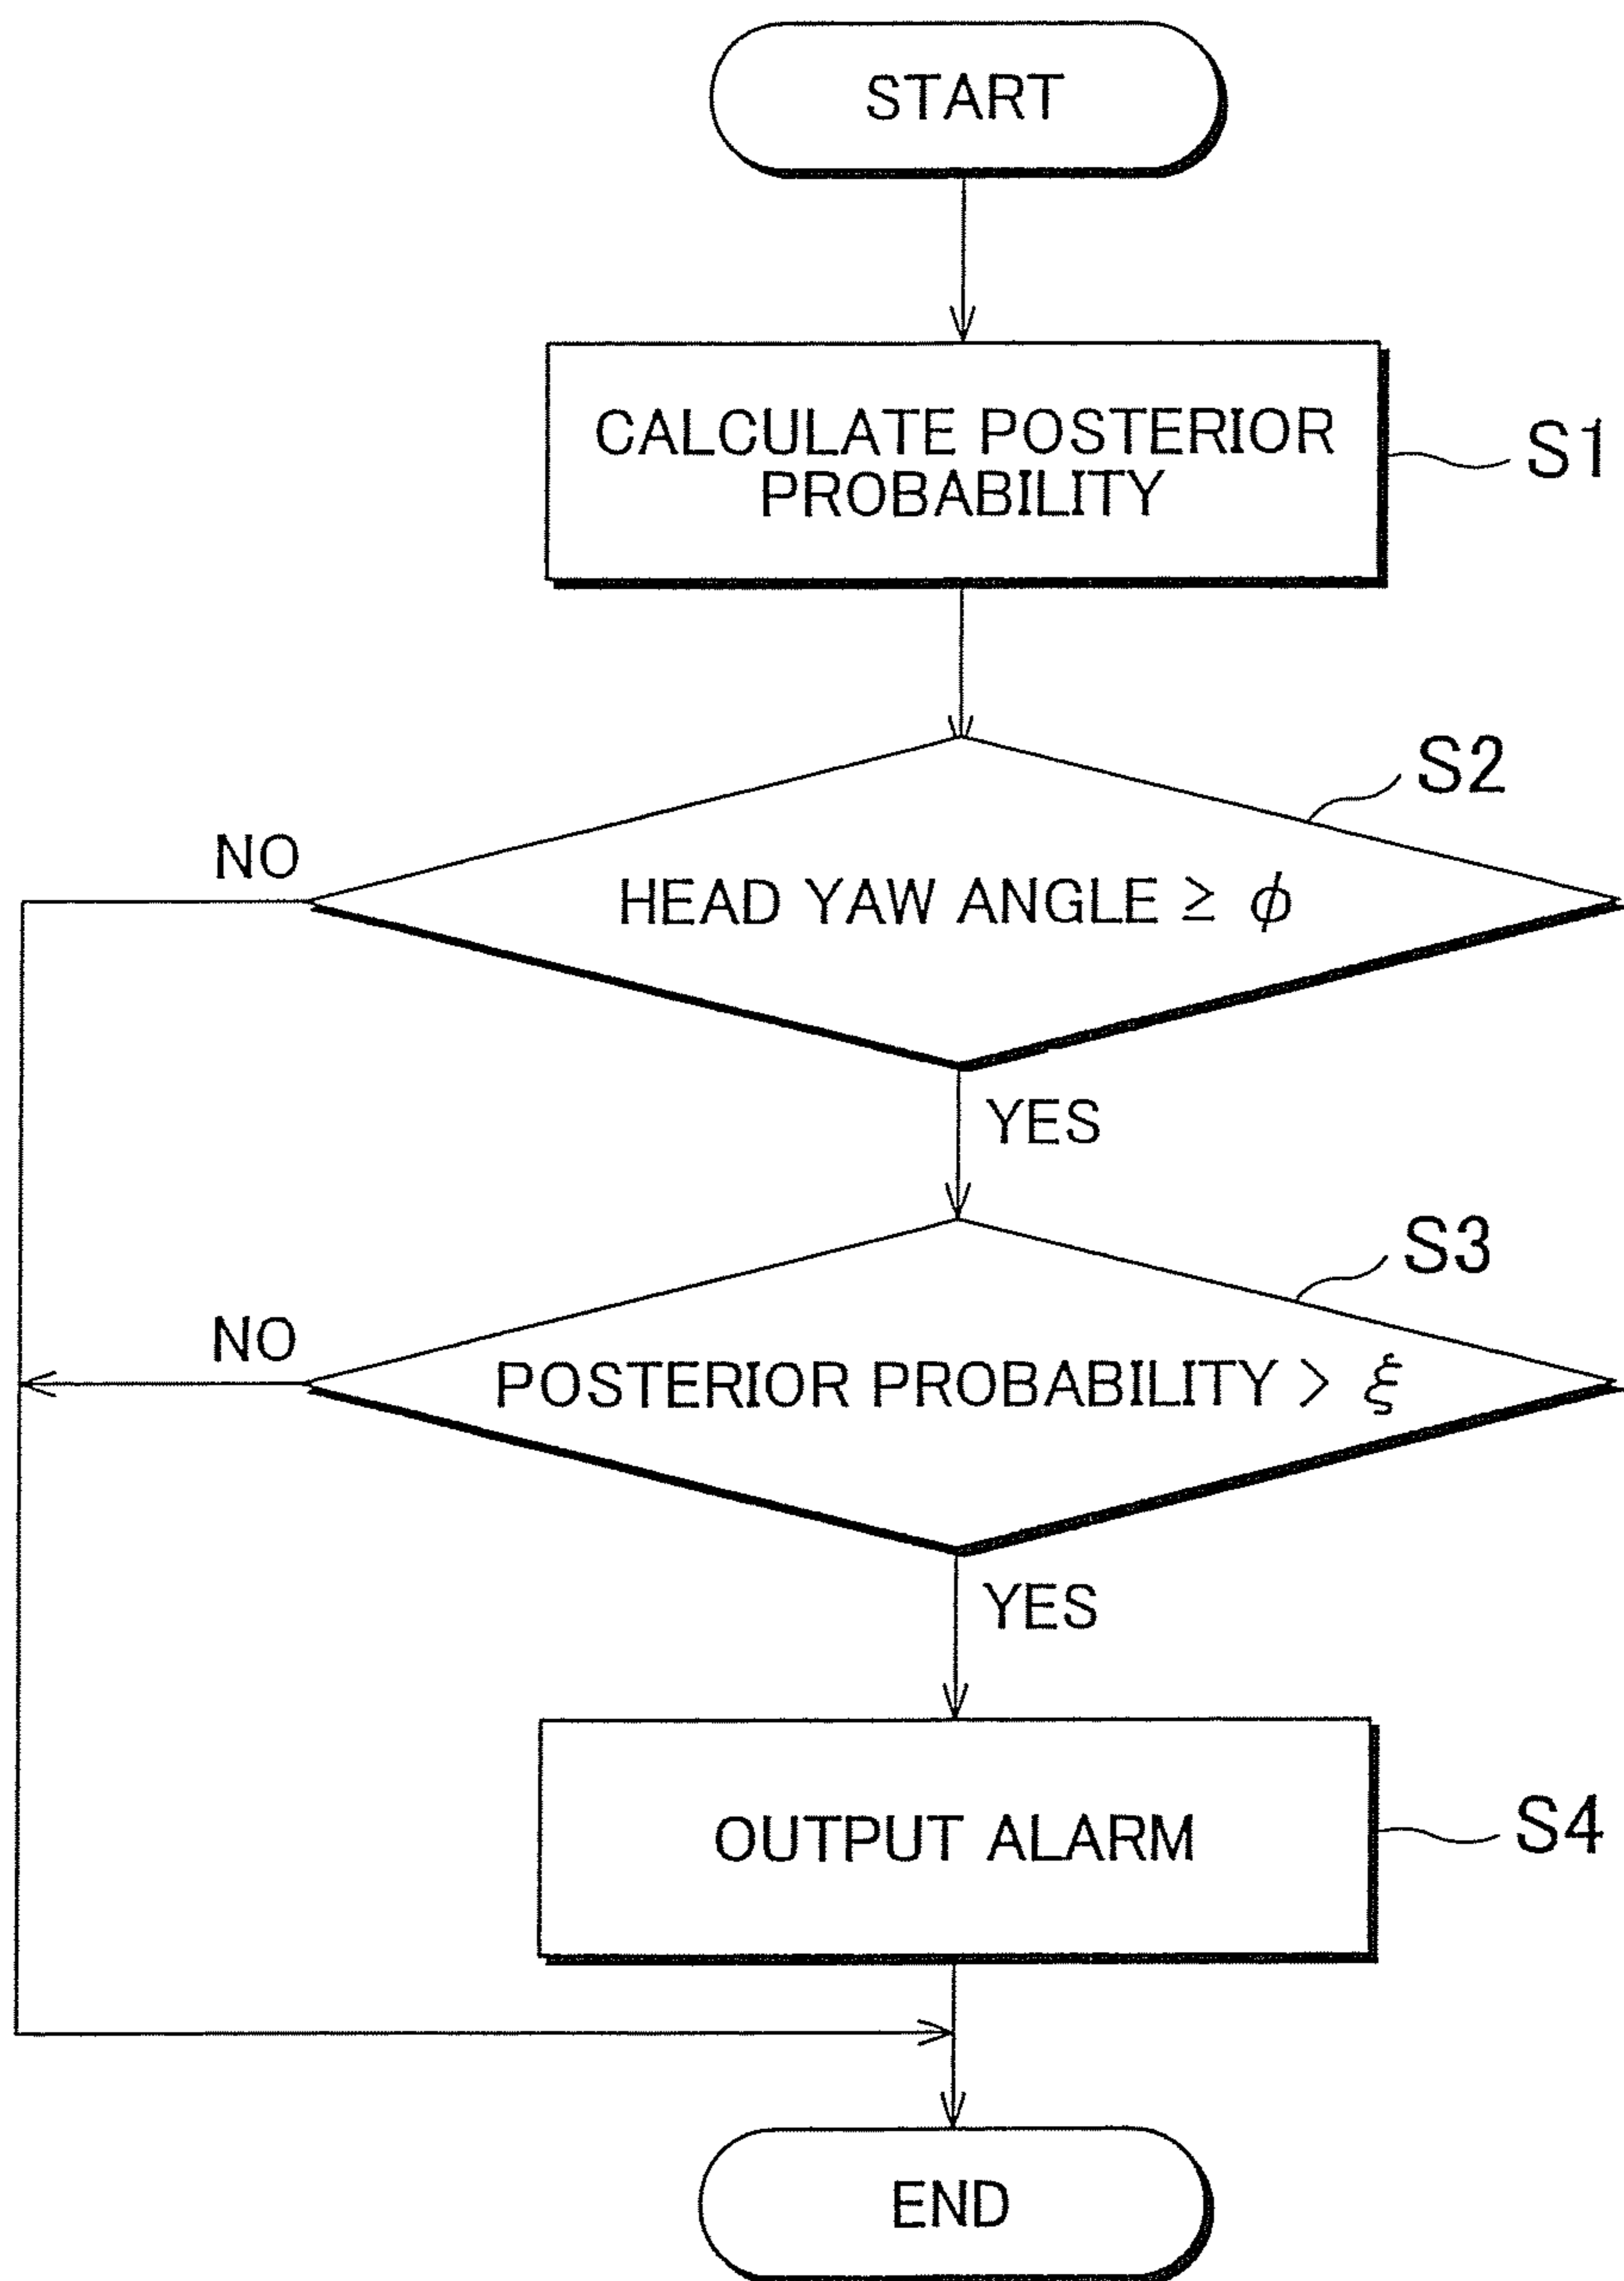 START
CALCULATE POSTERIOR
PROBABILITY
S1
S2
NO
HEAD YAW ANGLE ≥ ϕ
YES
S3
NO
POSTERIOR PROBABILITY > ξ
YES
OUTPUT ALARM
S4
END